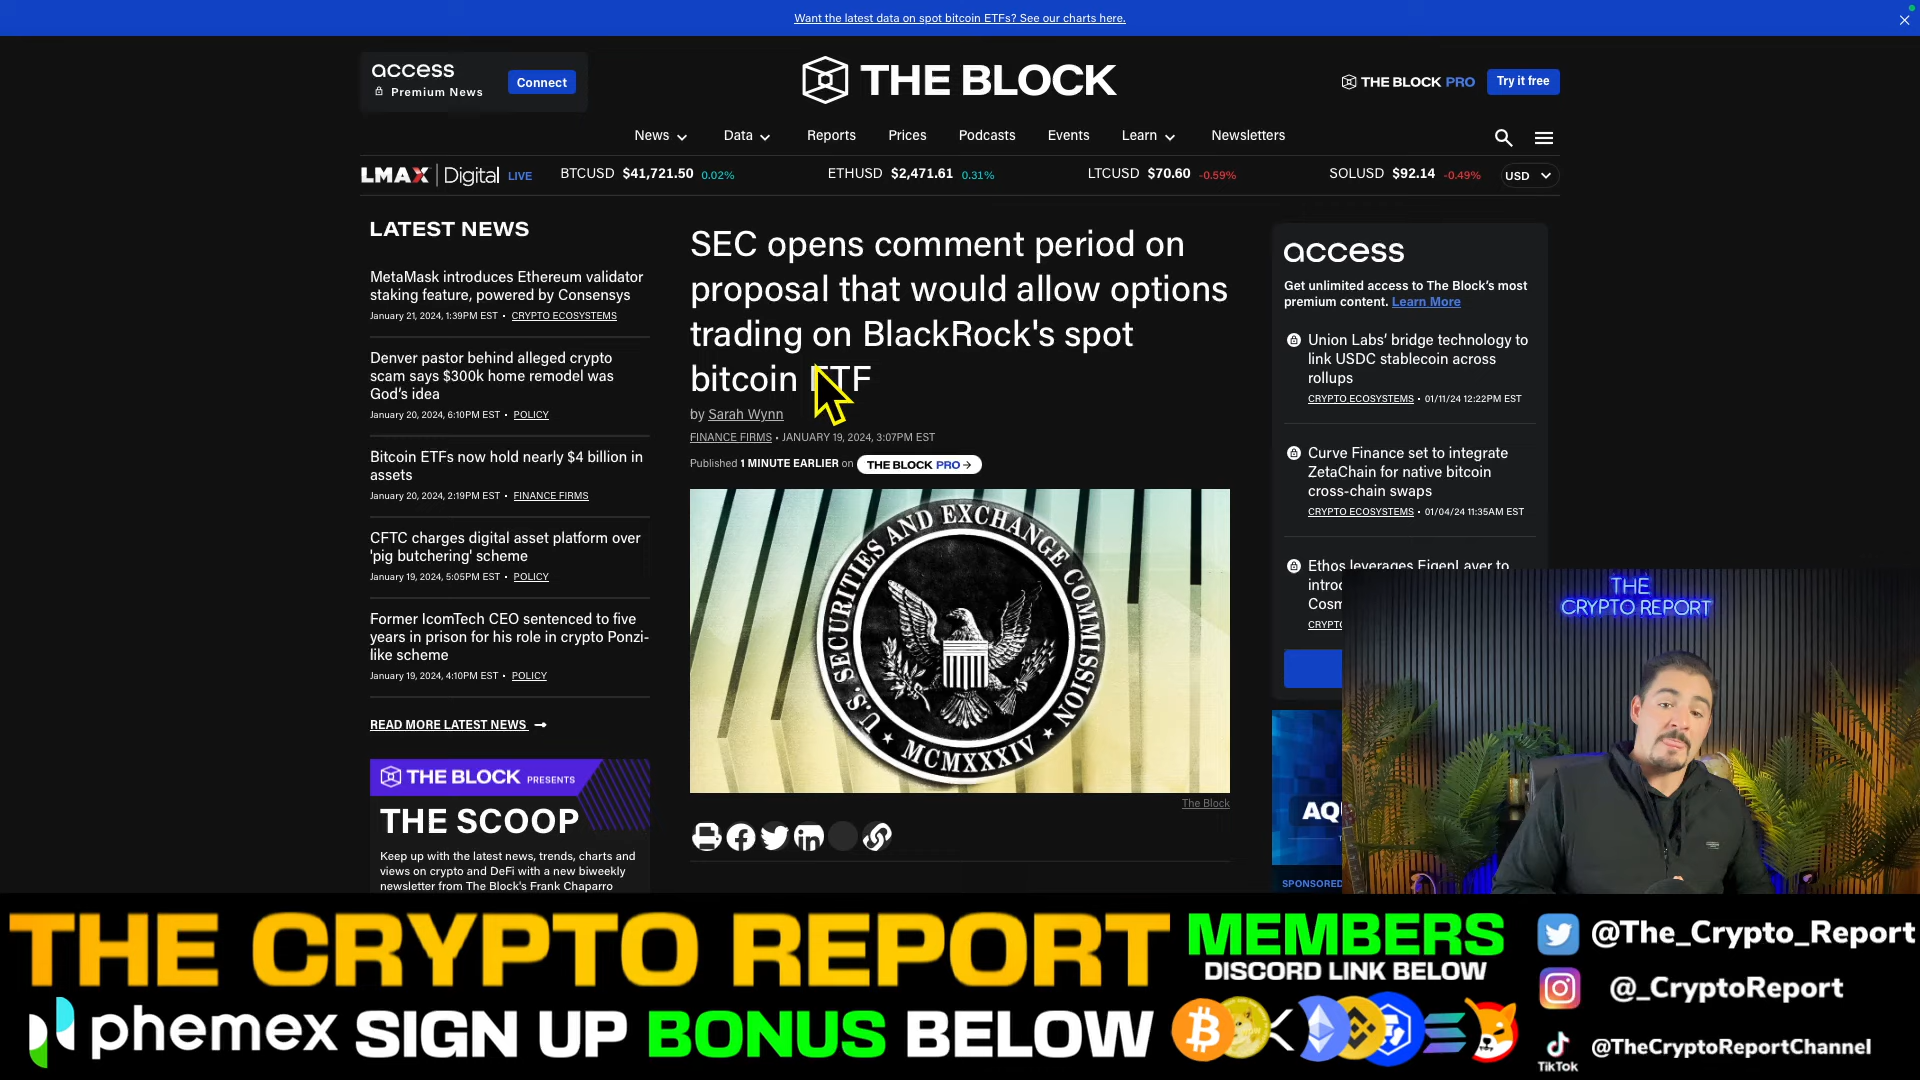 Want the latest data on spot bitcoin ETFs? See our charts here.
access
Premium News
Connect
THE BLOCK
THE BLOCK PRO
Try it free
News
Data
Reports
Prices
Podcasts
Events
Learn
Newsletters
LMAX Digital LIVE
BTCUSD $41,721.50 0.02%
ETHUSD $2,471.61 0.31%
LTCUSD $70.60 -0.59%
SOLUSD $92.14 -0.49%
USD
LATEST NEWS
MetaMask introduces Ethereum validator
staking feature, powered by Consensys
January 21, 2024, 1:39PM EST • CRYPTO ECOSYSTEMS
Denver pastor behind alleged crypto
scam says $300k home remodel was
God's idea
January 20, 2024, 6:10PM EST • POLICY
Bitcoin ETFs now hold nearly $4 billion in
assets
January 20, 2024, 2:19PM EST • FINANCE FIRMS
CFTC charges digital asset platform over
'pig butchering' scheme
January 19, 2024, 5:05PM EST • POLICY
Former IcomTech CEO sentenced to five
years in prison for his role in crypto Ponzi-
like scheme
January 19, 2024, 4:10PM EST • POLICY
READ MORE LATEST NEWS
THE BLOCK PRESENTS
THE SCOOP
Keep up with the latest news, trends, charts and
views on crypto and DeFi with a new biweekly
newsletter from The Block's Frank Chaparro
SEC opens comment period on
proposal that would allow options
trading on BlackRock's spot
bitcoin ETF
by Sarah Wynn
FINANCE FIRMS • JANUARY 19, 2024, 3:07PM EST
Published 1 MINUTE EARLIER on THE BLOCK PRO
U.S. SECURITIES AND EXCHANGE COMMISSION
MCMXXXIV
The Block
access
Get unlimited access to The Block's most
premium content. Learn More
Union Labs' bridge technology to
link USDC stablecoin across
rollups
CRYPTO ECOSYSTEMS • 01/11/24 12:22PM EST
Curve Finance set to integrate
ZetaChain for native bitcoin
cross-chain swaps
CRYPTO ECOSYSTEMS • 01/04/24 11:35AM EST
Ethos leverages EigenLayer to
SPONSORED
THE
CRYPTO REPORT
THE CRYPTO REPORT
MEMBERS
DISCORD LINK BELOW
phemex SIGN UP BONUS BELOW
@The_Crypto_Report
@_CryptoReport
TikTok
@TheCryptoReportChannel